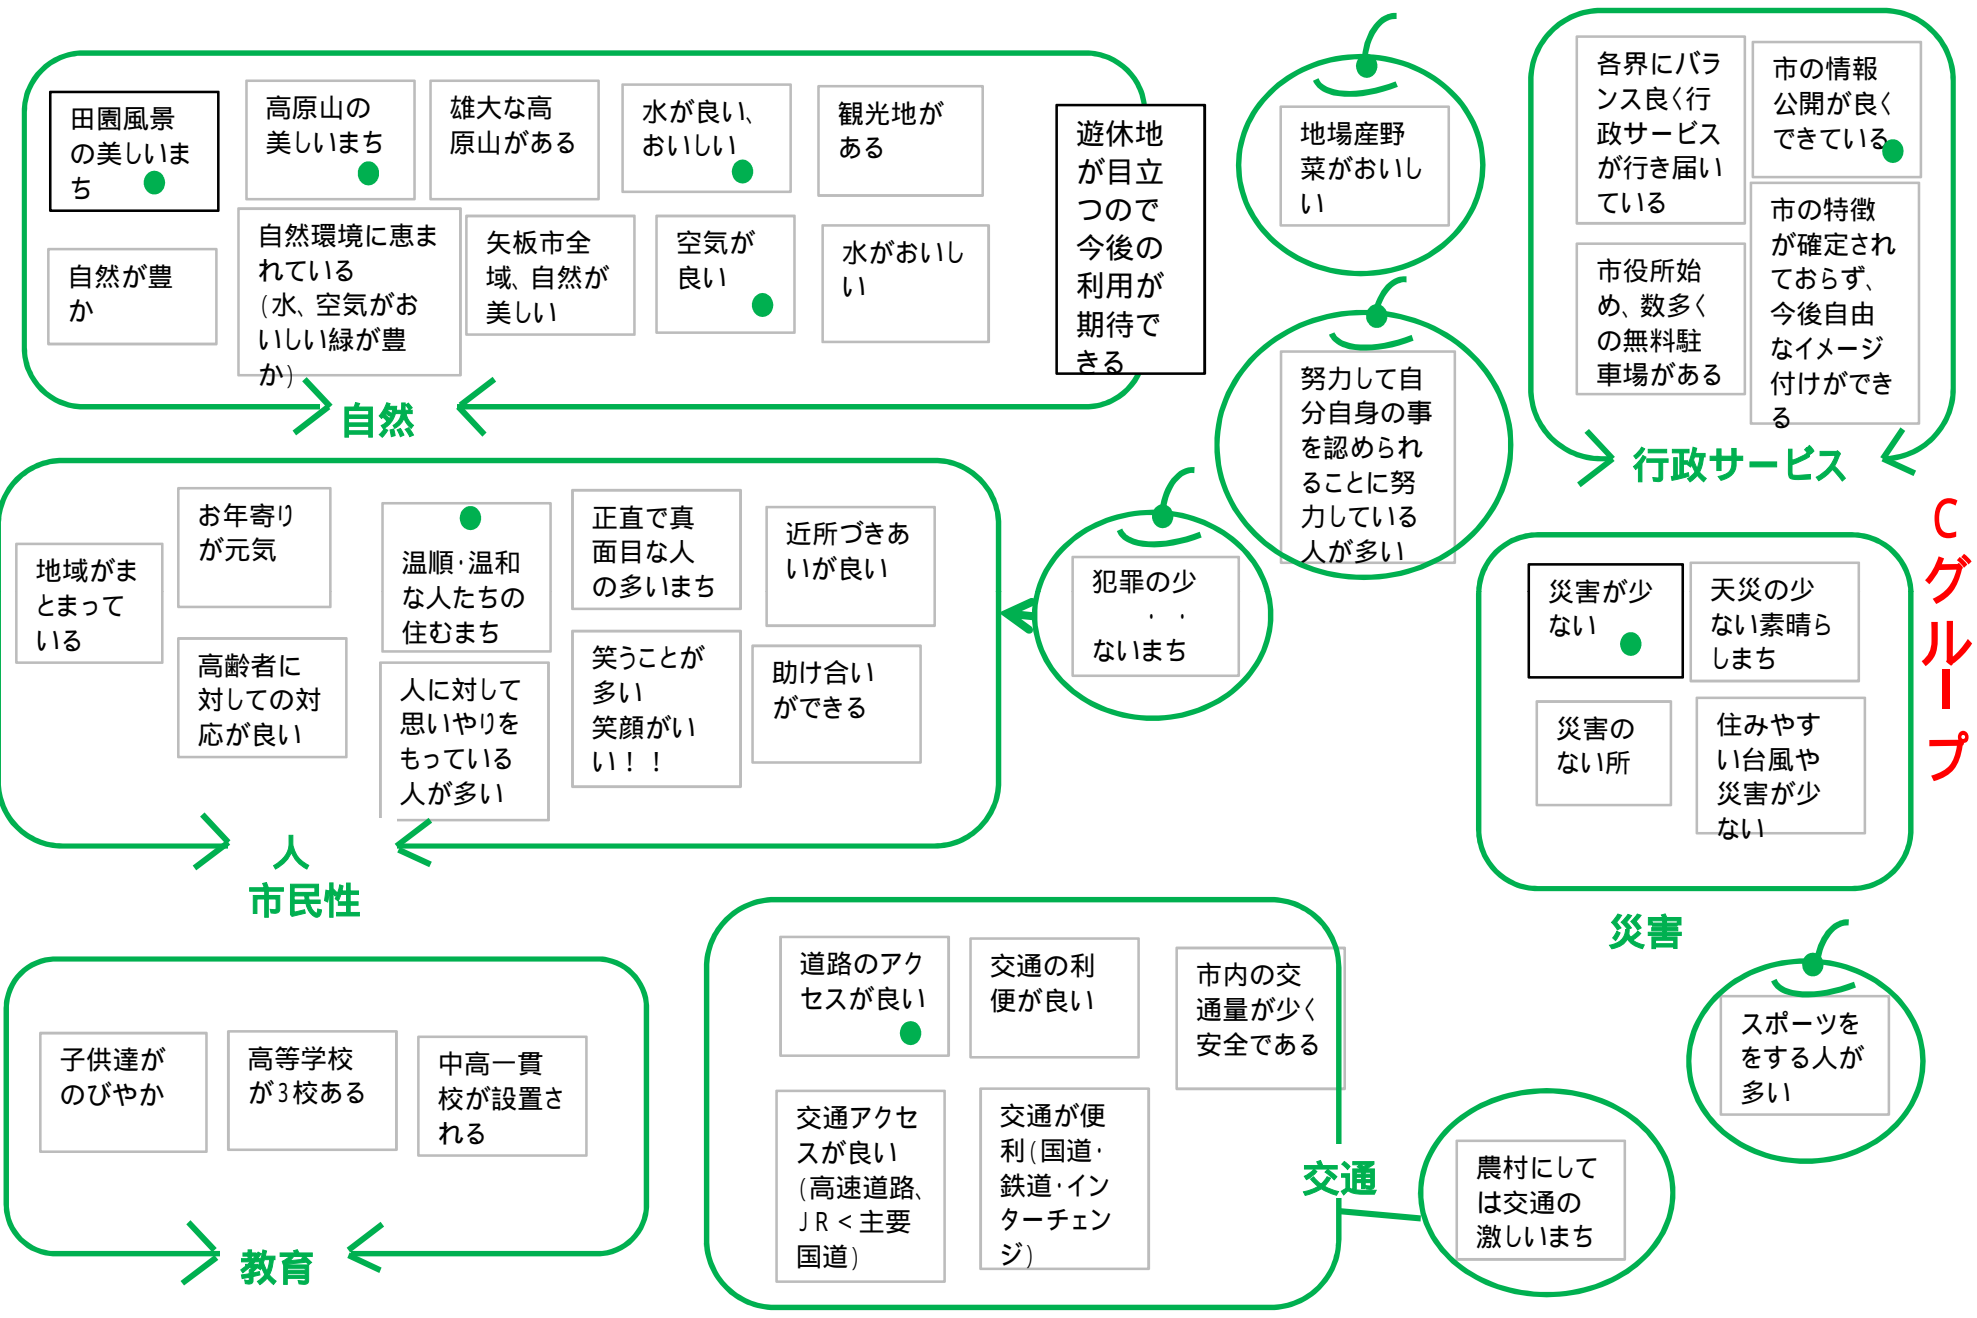 田園風景
の美しいま
ち
高原山の
美しいまち
雄大な高
原山がある
水が良い、
おいしい
観光地が
ある
自然が豊
か
自然環境に恵ま
れている
(水、空気がお
いしい緑が豊
か)
矢板市全
域、自然が
美しい
空気が
良い
水がおいし
い
遊休地
が目立
つので
今後の
利用が
期待で
きる
自然
地場産野
菜がおいし
い
努力して自
分自身の事
を認められ
ることに努
力している
人が多い
各界にバラ
ンス良く行
政サービス
が行き届い
ている
市の情報
公開が良く
できている
市役所始
め、数多く
の無料駐
車場がある
市の特徴
が確定され
ておらず、
今後自由
なイメージ
付けができ
る
行政サービス
Cグループ
地域がま
とまって
いる
お年寄り
が元気
高齢者に
対しての対
応が良い
温順・温和
な人たちの
住むまち
人に対して
思いやりを
もっている
人が多い
正直で真
面目な人
の多いまち
笑うことが
多い
笑顔がい
い！！
近所づきあ
いが良い
助け合い
ができる
人
市民性
犯罪の少
・・
ないまち
災害が少
ない
天災の少
ない素晴ら
しまち
災害の
ない所
住みやす
い台風や
災害が少
ない
災害
子供達が
のびやか
高等学校
が3校ある
中高一貫
校が設置さ
れる
教育
道路のアク
セスが良い
交通の利
便が良い
市内の交
通量が少く
安全である
交通アクセ
スが良い
(高速道路、
JR＜主要
国道)
交通が便
利(国道・
鉄道・イン
ターチェン
ジ)
交通
農村にして
は交通の
激しいまち
スポーツを
をする人が
多い